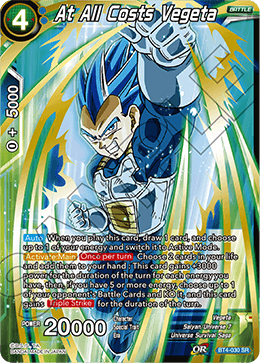 At All Costs Vegeta
BATTLE
4
0 + 5000
Auto When you play this card, draw 1 card, and choose
up to 1 of your energy and switch it to Active Mode.
Activate:Main Once per turn Choose 2 cards in your life
and add them to your hand : This card gains +3000
power for the duration of the turn for each energy you
have, then, if you have 5 or more energy, choose up to 1
of your opponent's Battle Cards and KO it, and this card
gains Triple Strike for the duration of the turn.
POWER
20000
Character
Vegeta
Special Trait
Saiyan/Universe 7
Era
Universe Survival Saga
BT4-030 SR